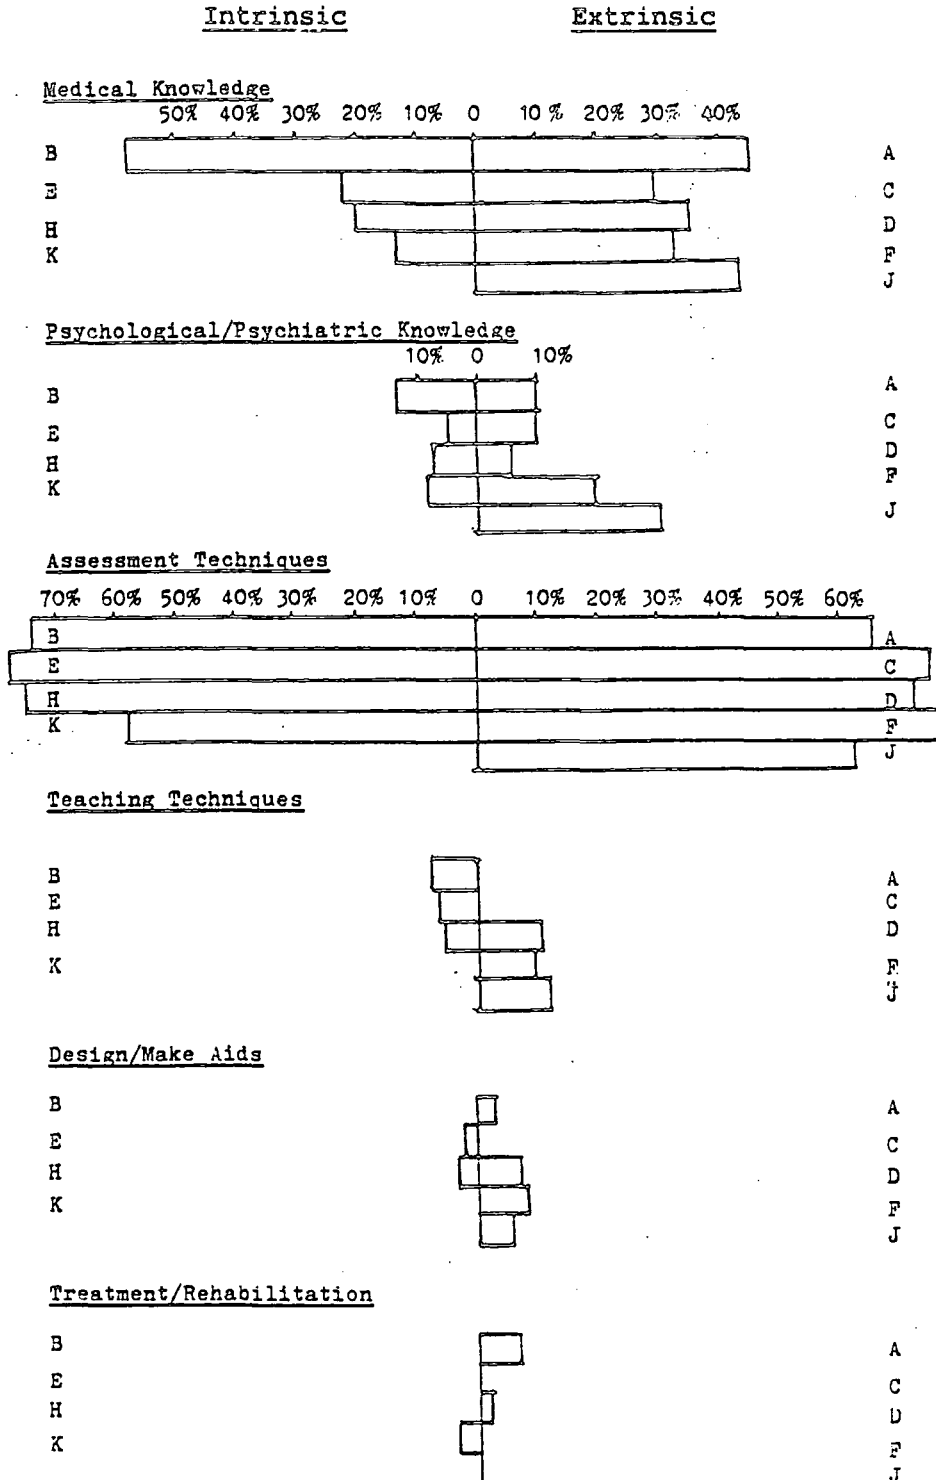 Intrinsic Extrinsic
Medical Knowledge
50% 40% 30% 20% 10% 0 10% 20% 30% 40%
B A
E C
H D
K F
J
Psychological/Psychiatric Knowledge
10% 0 10%
B A
E C
H D
K F
J
Assessment Techniques
70% 60% 50% 40% 30% 20% 10% 0 10% 20% 30% 40% 50% 60%
B A
E C
H D
K F
J
Teaching Techniques
B A
E C
H D
K F
J
Design/Make Aids
B A
E C
H D
K F
J
Treatment/Rehabilitation
B A
E C
H D
K F
J